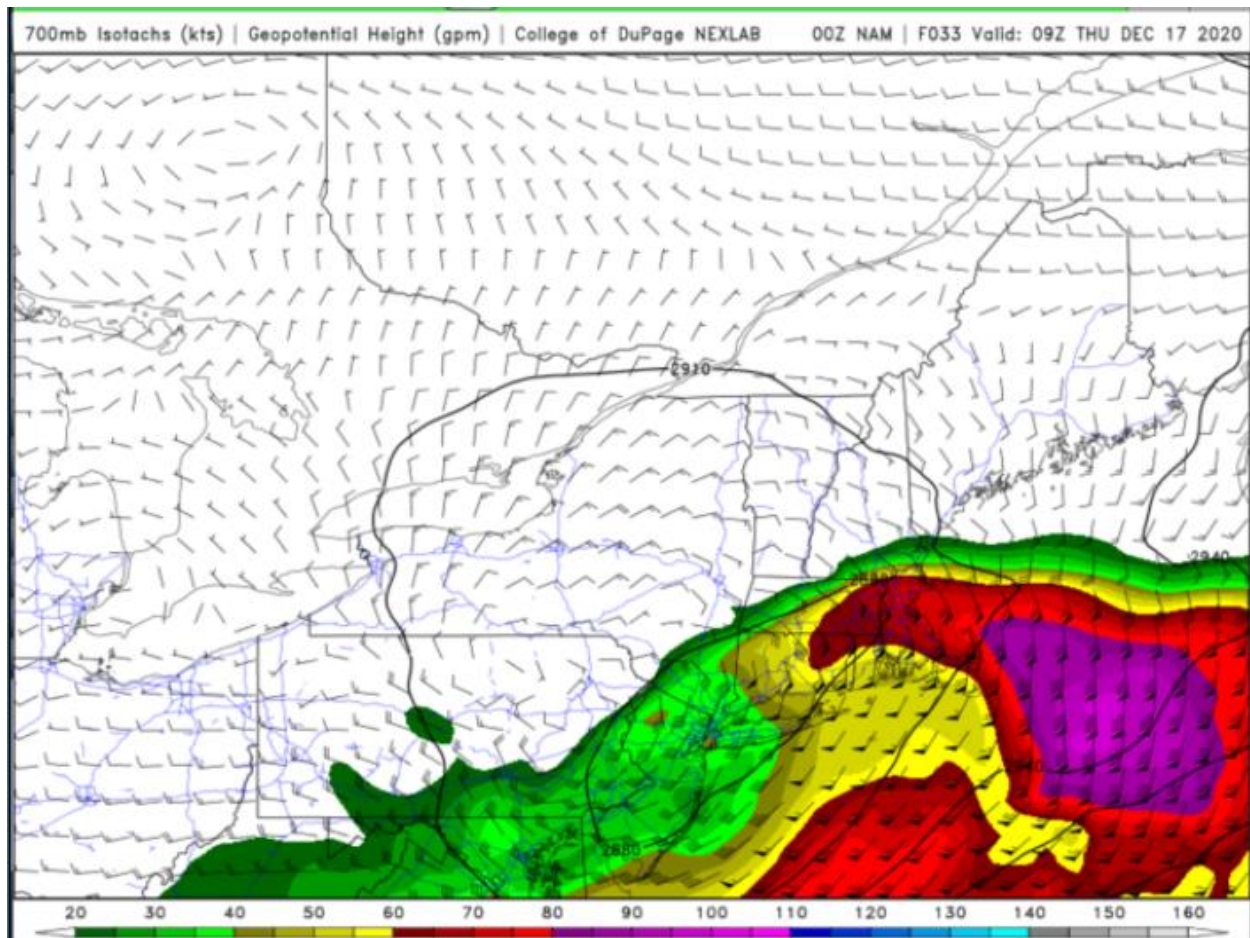 700mb Isotachs (kts) | Geopotential Height (gpm) | College of DuPage NEXLAB 00Z NAM | F033 Valid: 09Z THU DEC 17 2020
2910
2940
2880
2880
20 30 40 50 60 70 80 90 100 110 120 130 140 150 160